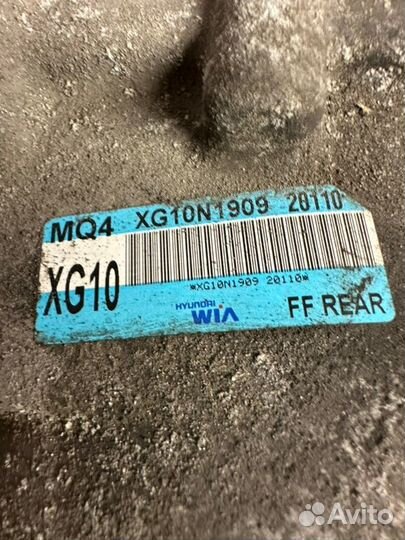 MQ4 XG10N1909 20110
XG10
*XG10N1909 20110*
HYUNDAI
WIA
FF REAR
Avito